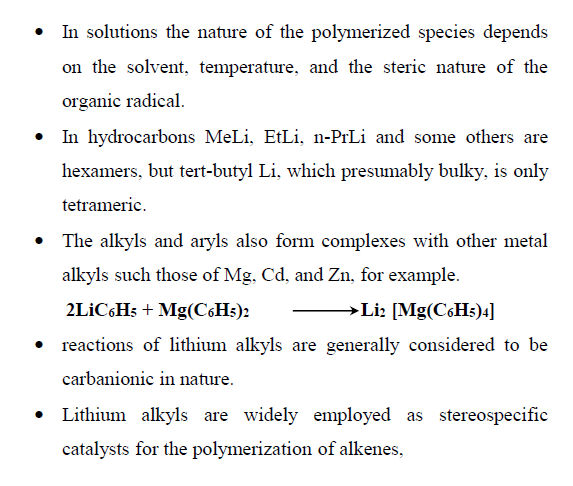 • In solutions the nature of the polymerized species depends
on the solvent, temperature, and the steric nature of the
organic radical.
• In hydrocarbons MeLi, EtLi, n-PrLi and some others are
hexamers, but tert-butyl Li, which presumably bulky, is only
tetrameric.
• The alkyls and aryls also form complexes with other metal
alkyls such those of Mg, Cd, and Zn, for example.
2LiC₆H₅ + Mg(C₆H₅)₂ ⟶ Li₂ [Mg(C₆H₅)₄]
• reactions of lithium alkyls are generally considered to be
carbanionic in nature.
• Lithium alkyls are widely employed as stereospecific
catalysts for the polymerization of alkenes,